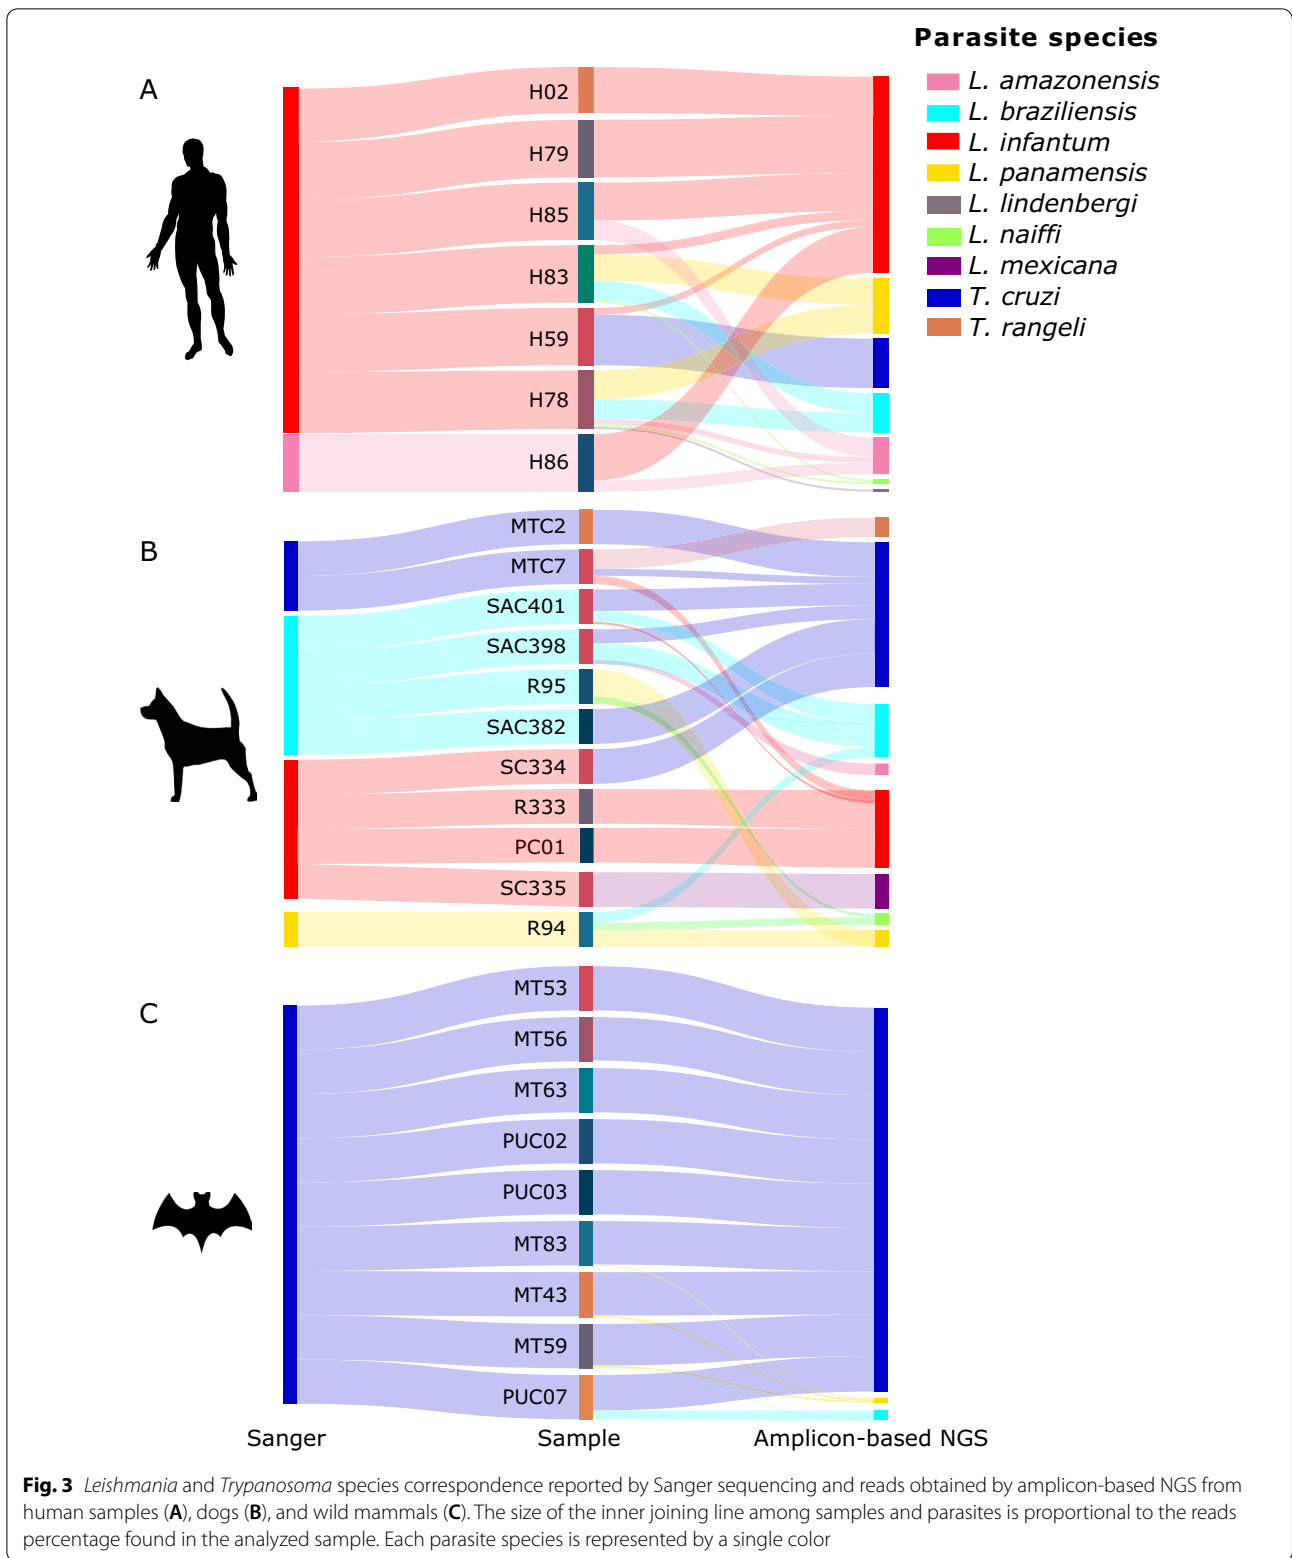 Parasite species
L. amazonensis
L. braziliensis
L. infantum
L. panamensis
L. lindenbergi
L. naiffi
L. mexicana
T. cruzi
T. rangeli
A
H02
H79
H85
H83
H59
H78
H86
B
MTC2
MTC7
SAC401
SAC398
R95
SAC382
SC334
R333
PC01
SC335
R94
C
MT53
MT56
MT63
PUC02
PUC03
MT83
MT43
MT59
PUC07
Sanger Sample Amplicon-based NGS
Fig. 3 Leishmania and Trypanosoma species correspondence reported by Sanger sequencing and reads obtained by amplicon-based NGS from
human samples (A), dogs (B), and wild mammals (C). The size of the inner joining line among samples and parasites is proportional to the reads
percentage found in the analyzed sample. Each parasite species is represented by a single color